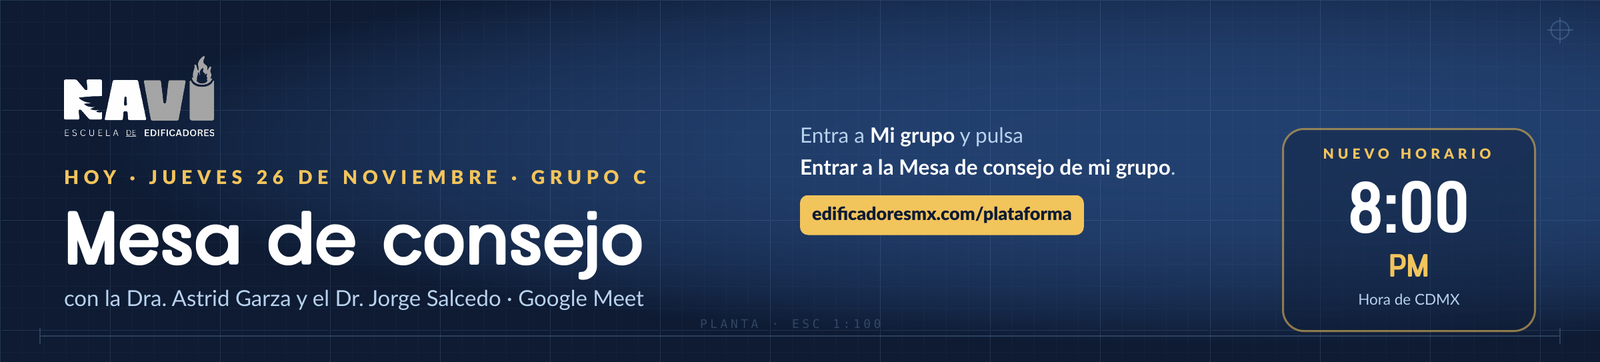 NAVI
ESCUELA DE EDIFICADORES
HOY · JUEVES 26 DE NOVIEMBRE · GRUPO C
Mesa de consejo
con la Dra. Astrid Garza y el Dr. Jorge Salcedo · Google Meet
Entra a Mi grupo y pulsa
Entrar a la Mesa de consejo de mi grupo.
edificadoresmx.com/plataforma
NUEVO HORARIO
8:00
PM
Hora de CDMX
PLANTA · ESC 1:100